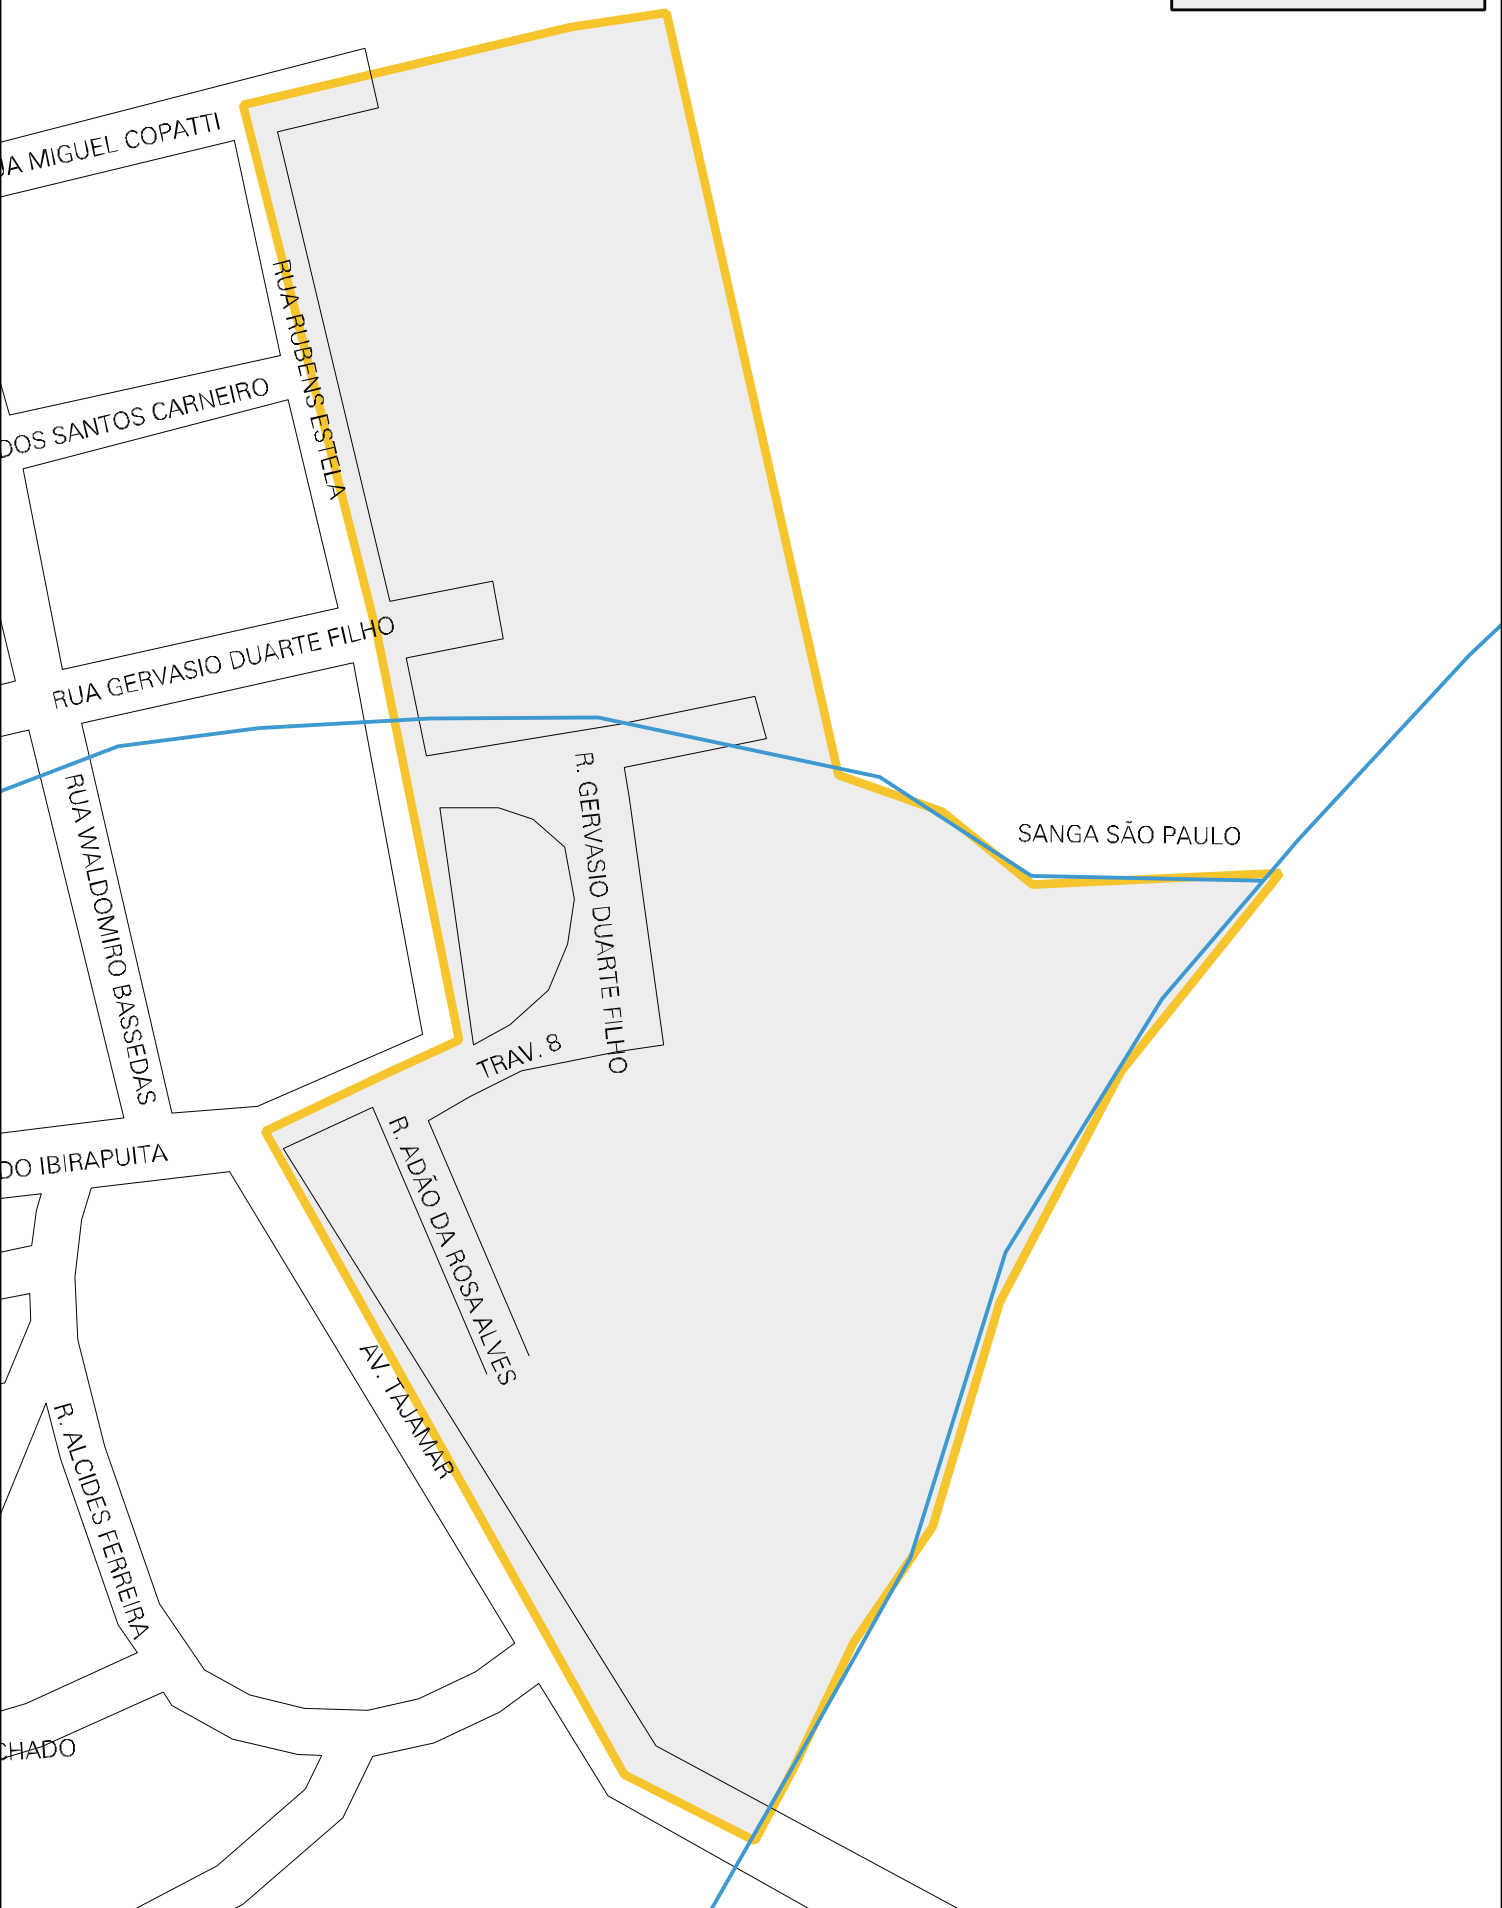 MIGUEL COPATTI
RUA RUBENS ESTELA
DOS SANTOS CARNEIRO
RUA GERVASIO DUARTE FILHO
R. GERVASIO DUARTE FILHO
RUA WALDOMIRO BASSEDAS
SANGA SÃO PAULO
TRAV. 8
R. ADÃO DA ROSA ALVES
DO IBIRAPUITA
AV. TAJAMAR
R. ALCIDES FERREIRA
CHADO